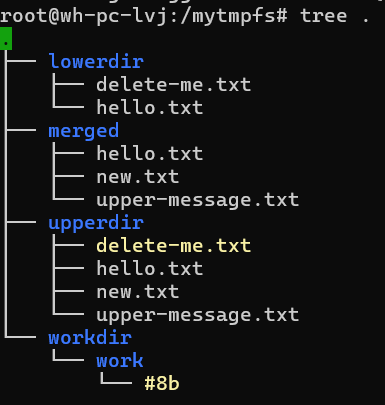 root@wh-pc-lvj:/mytmpfs# tree .
.
├── lowerdir
│   ├── delete-me.txt
│   └── hello.txt
├── merged
│   ├── hello.txt
│   ├── new.txt
│   └── upper-message.txt
├── upperdir
│   ├── delete-me.txt
│   ├── hello.txt
│   ├── new.txt
│   └── upper-message.txt
└── workdir
    └── work
        └── #8b